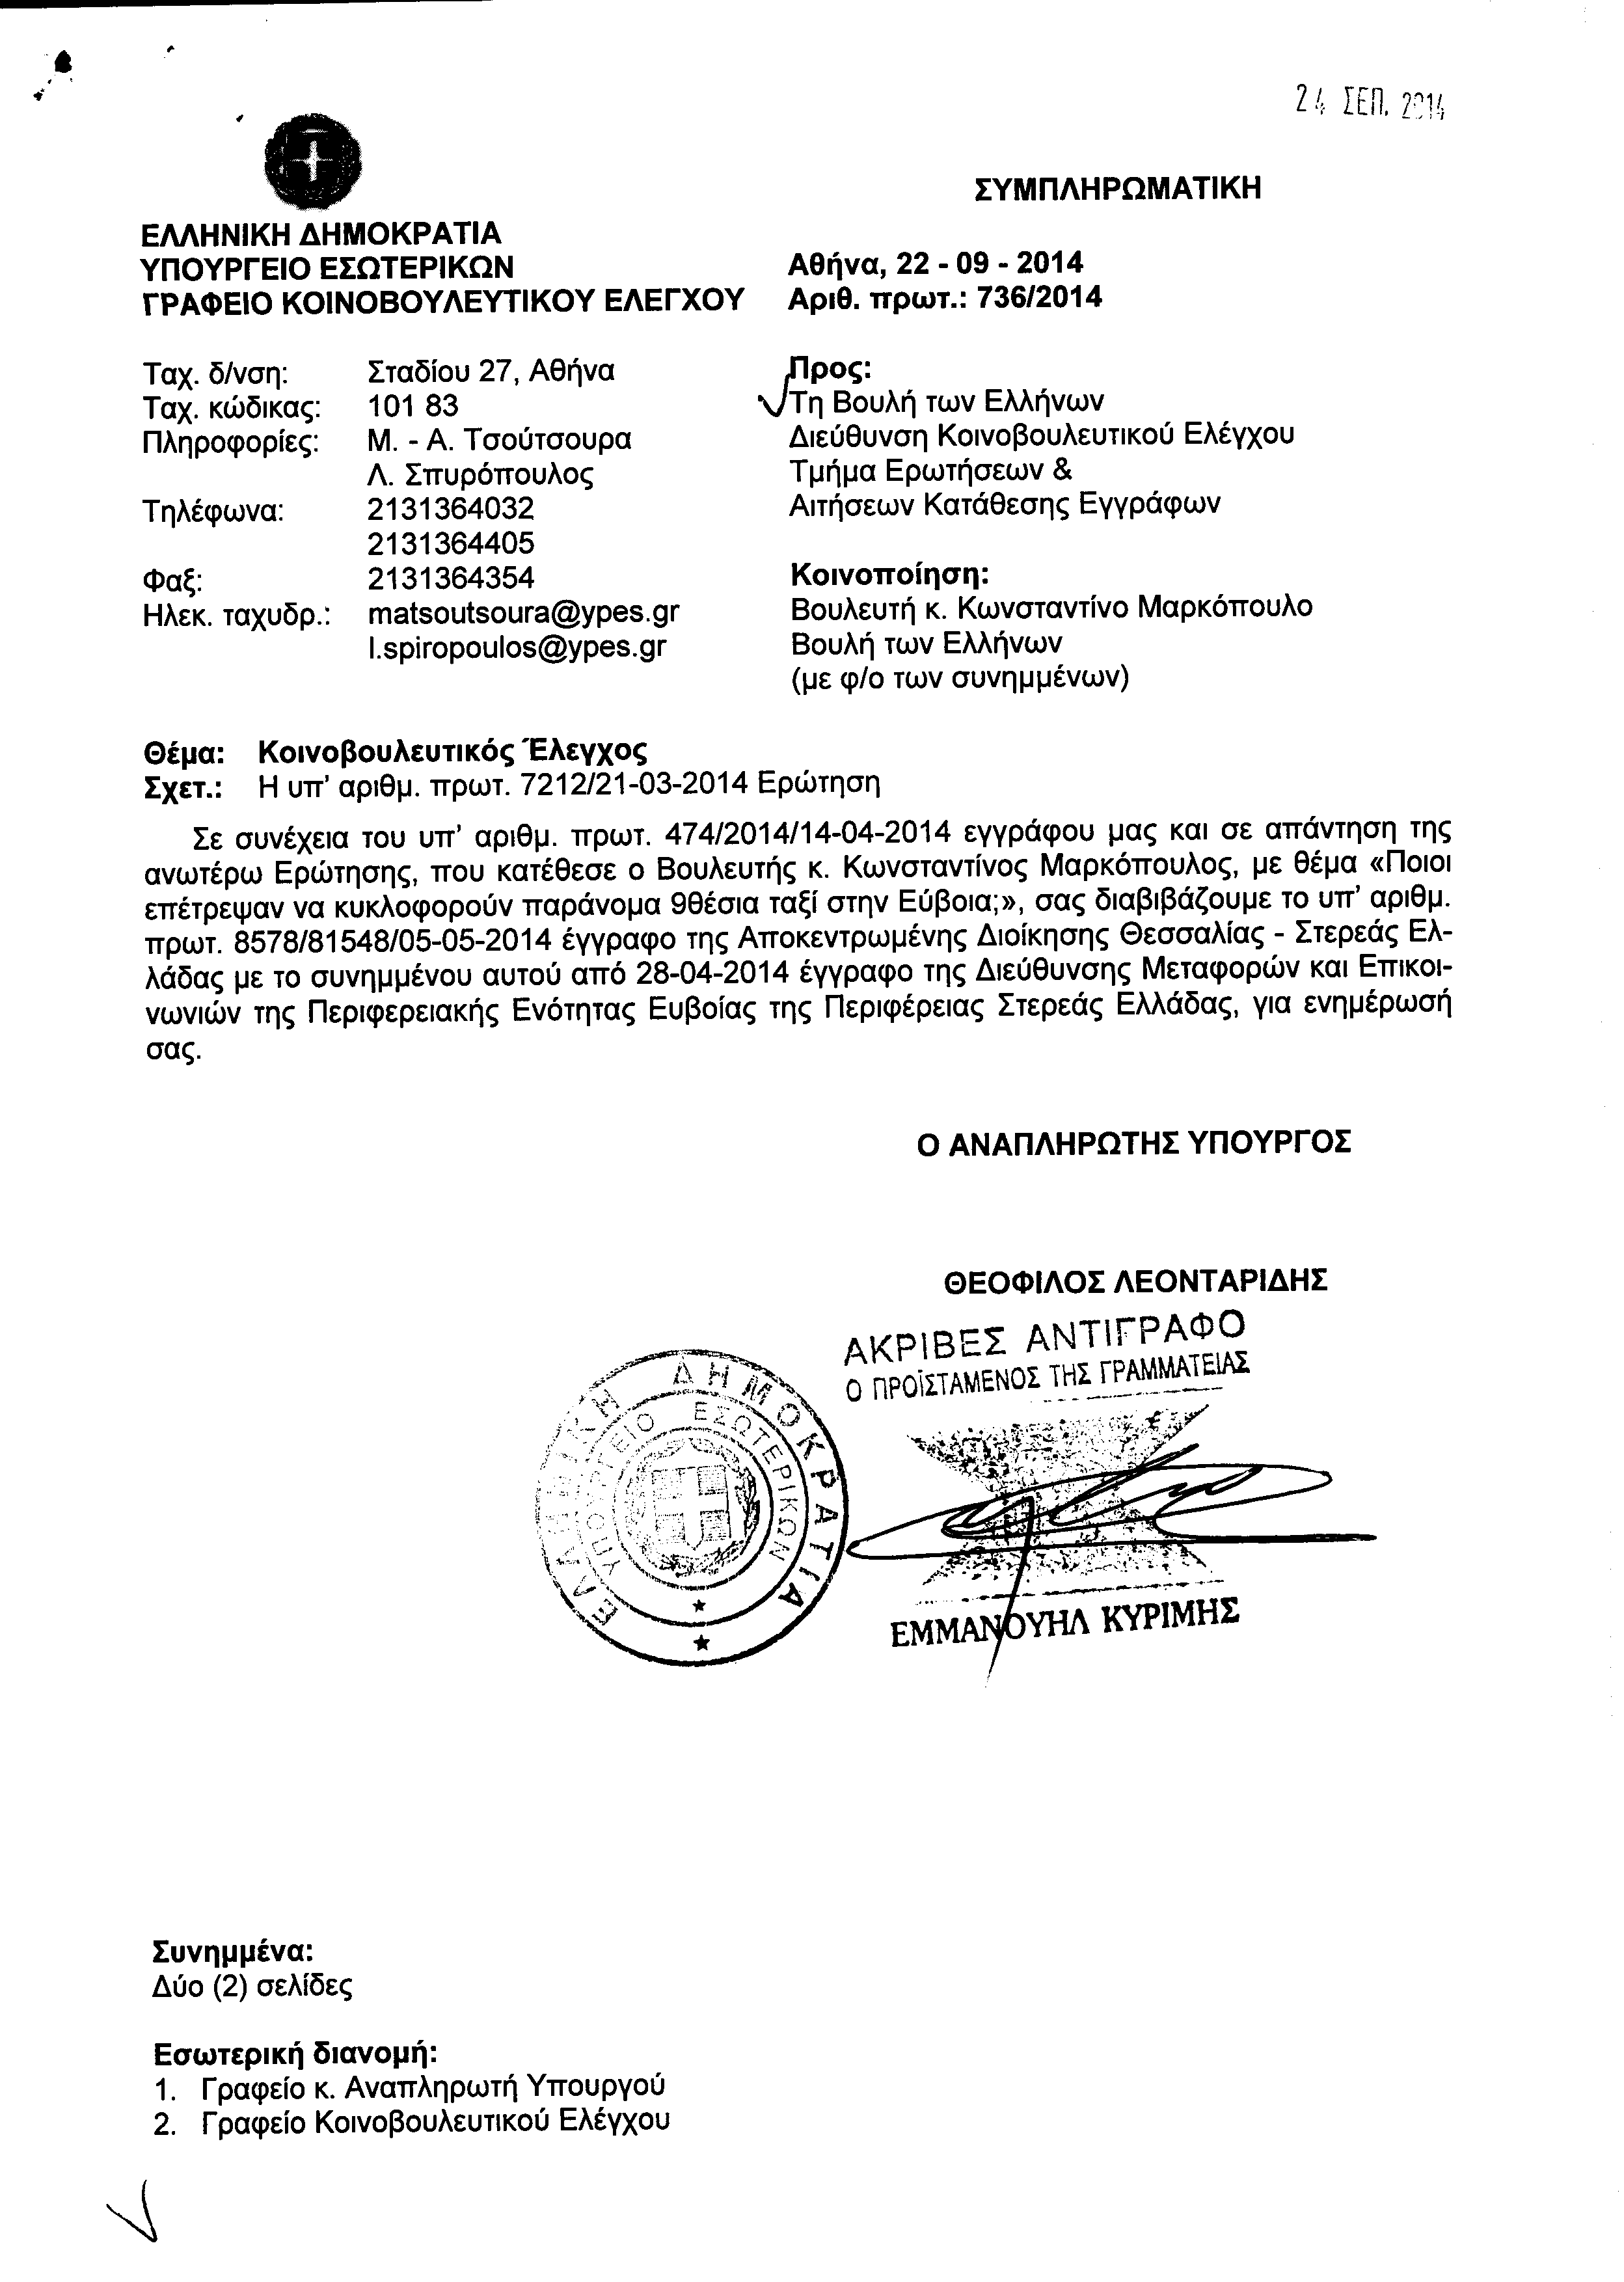 24 ΣΕΠ. 2014
ΣΥΜΠΛΗΡΩΜΑΤΙΚΗ
ΕΛΛΗΝΙΚΗ ΔΗΜΟΚΡΑΤΙΑ
ΥΠΟΥΡΓΕΙΟ ΕΣΩΤΕΡΙΚΩΝ
ΓΡΑΦΕΙΟ ΚΟΙΝΟΒΟΥΛΕΥΤΙΚΟΥ ΕΛΕΓΧΟΥ
Αθήνα, 22 - 09 - 2014
Αριθ. πρωτ.: 736/2014
Ταχ. δ/νση: Σταδίου 27, Αθήνα
Ταχ. κώδικας: 101 83
Πληροφορίες: Μ. - Α. Τσούτσουρα
Λ. Σπυρόπουλος
Τηλέφωνα: 2131364032
2131364405
Φαξ: 2131364354
Ηλεκ. ταχυδρ.: matsoutsoura@ypes.gr
l.spiropoulos@ypes.gr
Προς:
Τη Βουλή των Ελλήνων
Διεύθυνση Κοινοβουλευτικού Ελέγχου
Τμήμα Ερωτήσεων &
Αιτήσεων Κατάθεσης Εγγράφων
Κοινοποίηση:
Βουλευτή κ. Κωνσταντίνο Μαρκόπουλο
Βουλή των Ελλήνων
(με φ/ο των συνημμένων)
Θέμα: Κοινοβουλευτικός Έλεγχος
Σχετ.: Η υπ' αριθμ. πρωτ. 7212/21-03-2014 Ερώτηση
Σε συνέχεια του υπ' αριθμ. πρωτ. 474/2014/14-04-2014 εγγράφου μας και σε απάντηση της
ανωτέρω Ερώτησης, που κατέθεσε ο Βουλευτής κ. Κωνσταντίνος Μαρκόπουλος, με θέμα «Ποιοι
επέτρεψαν να κυκλοφορούν παράνομα 9θέσια ταξί στην Εύβοια;», σας διαβιβάζουμε το υπ' αριθμ.
πρωτ. 8578/81548/05-05-2014 έγγραφο της Αποκεντρωμένης Διοίκησης Θεσσαλίας - Στερεάς Ελ-
λάδας με το συνημμένου αυτού από 28-04-2014 έγγραφο της Διεύθυνσης Μεταφορών και Επικοι-
νωνιών της Περιφερειακής Ενότητας Ευβοίας της Περιφέρειας Στερεάς Ελλάδας, για ενημέρωσή
σας.
Ο ΑΝΑΠΛΗΡΩΤΗΣ ΥΠΟΥΡΓΟΣ
ΘΕΟΦΙΛΟΣ ΛΕΟΝΤΑΡΙΔΗΣ
ΑΚΡΙΒΕΣ ΑΝΤΙΓΡΑΦΟ
Ο ΠΡΟΪΣΤΑΜΕΝΟΣ ΤΗΣ ΓΡΑΜΜΑΤΕΙΑΣ
ΕΛΛΗΝΙΚΗ ΔΗΜΟΚΡΑΤΙΑ
ΥΠΟΥΡΓΕΙΟ ΕΣΩΤΕΡΙΚΩΝ
ΕΜΜΑΝΟΥΗΛ ΚΥΡΙΜΗΣ
Συνημμένα:
Δύο (2) σελίδες
Εσωτερική διανομή:
1. Γραφείο κ. Αναπληρωτή Υπουργού
2. Γραφείο Κοινοβουλευτικού Ελέγχου